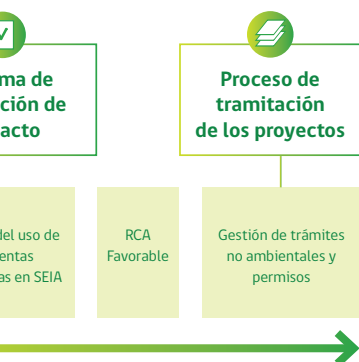 ma de
ción de
acto
Proceso de
tramitación
de los proyectos
del uso de
entas
as en SEIA
RCA
Favorable
Gestión de trámites
no ambientales y
permisos